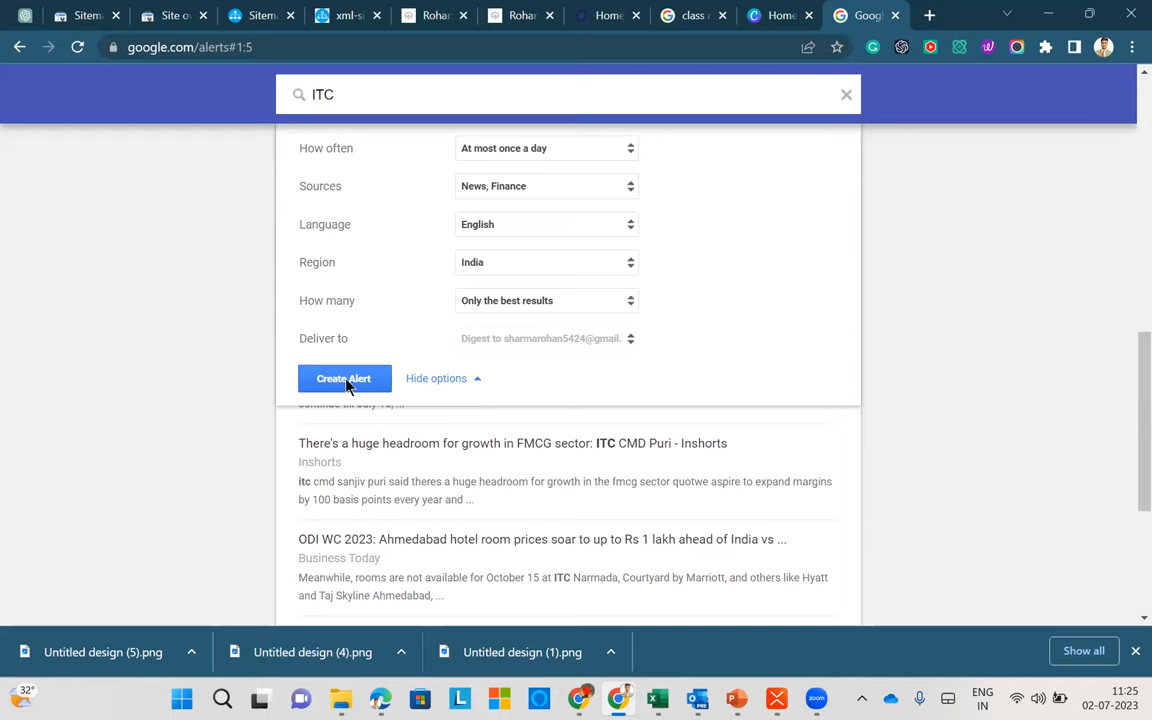 Sitema
Site ov
Sitema
xml-si
Rohan
Rohan
Home
class n
Home
Googl
google.com/alerts#1:5
ITC
How often
At most once a day
Sources
News, Finance
Language
English
Region
India
How many
Only the best results
Deliver to
Digest to sharmarohan5424@gmail.
Create Alert
Hide options
There's a huge headroom for growth in FMCG sector: ITC CMD Puri - Inshorts
Inshorts
itc cmd sanjiv puri said theres a huge headroom for growth in the fmcg sector quotwe aspire to expand margins
by 100 basis points every year and ...
ODI WC 2023: Ahmedabad hotel room prices soar to up to Rs 1 lakh ahead of India vs ...
Business Today
Meanwhile, rooms are not available for October 15 at ITC Narmada, Courtyard by Marriott, and others like Hyatt
and Taj Skyline Ahmedabad, ...
Untitled design (5).png
Untitled design (4).png
Untitled design (1).png
Show all
32°
zoom
ENG
IN
11:25
02-07-2023